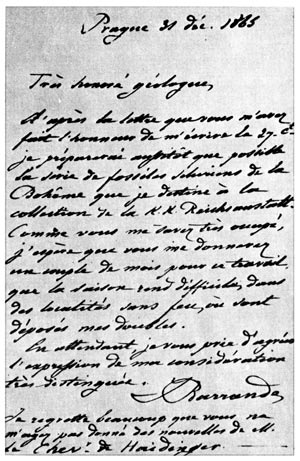 Prague 31 déc. 1865
Très honoré géologue,
D'après la lettre que vous m'avez
fait l'honneur de m'écrire le 27. Ct
je préparerai aussitôt que possible
la série de fossiles siluriens de la
Bohême que je destine à la
collection de la K.K. Reichsanstalt.
Comme vous me savez très occupé,
j'espère que vous me donnerez
un couple de mois pour ce travail
que la saison rend difficile, dans
des localités sans feu, où sont
déposés mes doubles.
En attendant je vous prie d'agréer
l'expression de ma considération
très distinguée.
J Barrande
Je regrette beaucoup que vous ne
m'ayez pas donné des nouvelles de M.
le Chevr. de Haidinger.